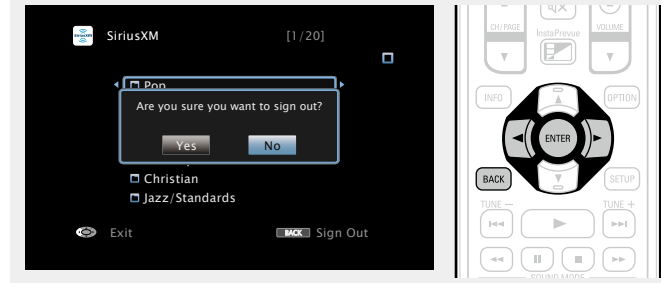 SiriusXM [1/20]
Pop
Are you sure you want to sign out?
Yes No
Christian
Jazz/Standards
Exit BACK Sign Out
CH/PAGE InstaPrevue VOLUME
INFO OPTION
ENTER
BACK SETUP
TUNE − TUNE +
SOUND MODE